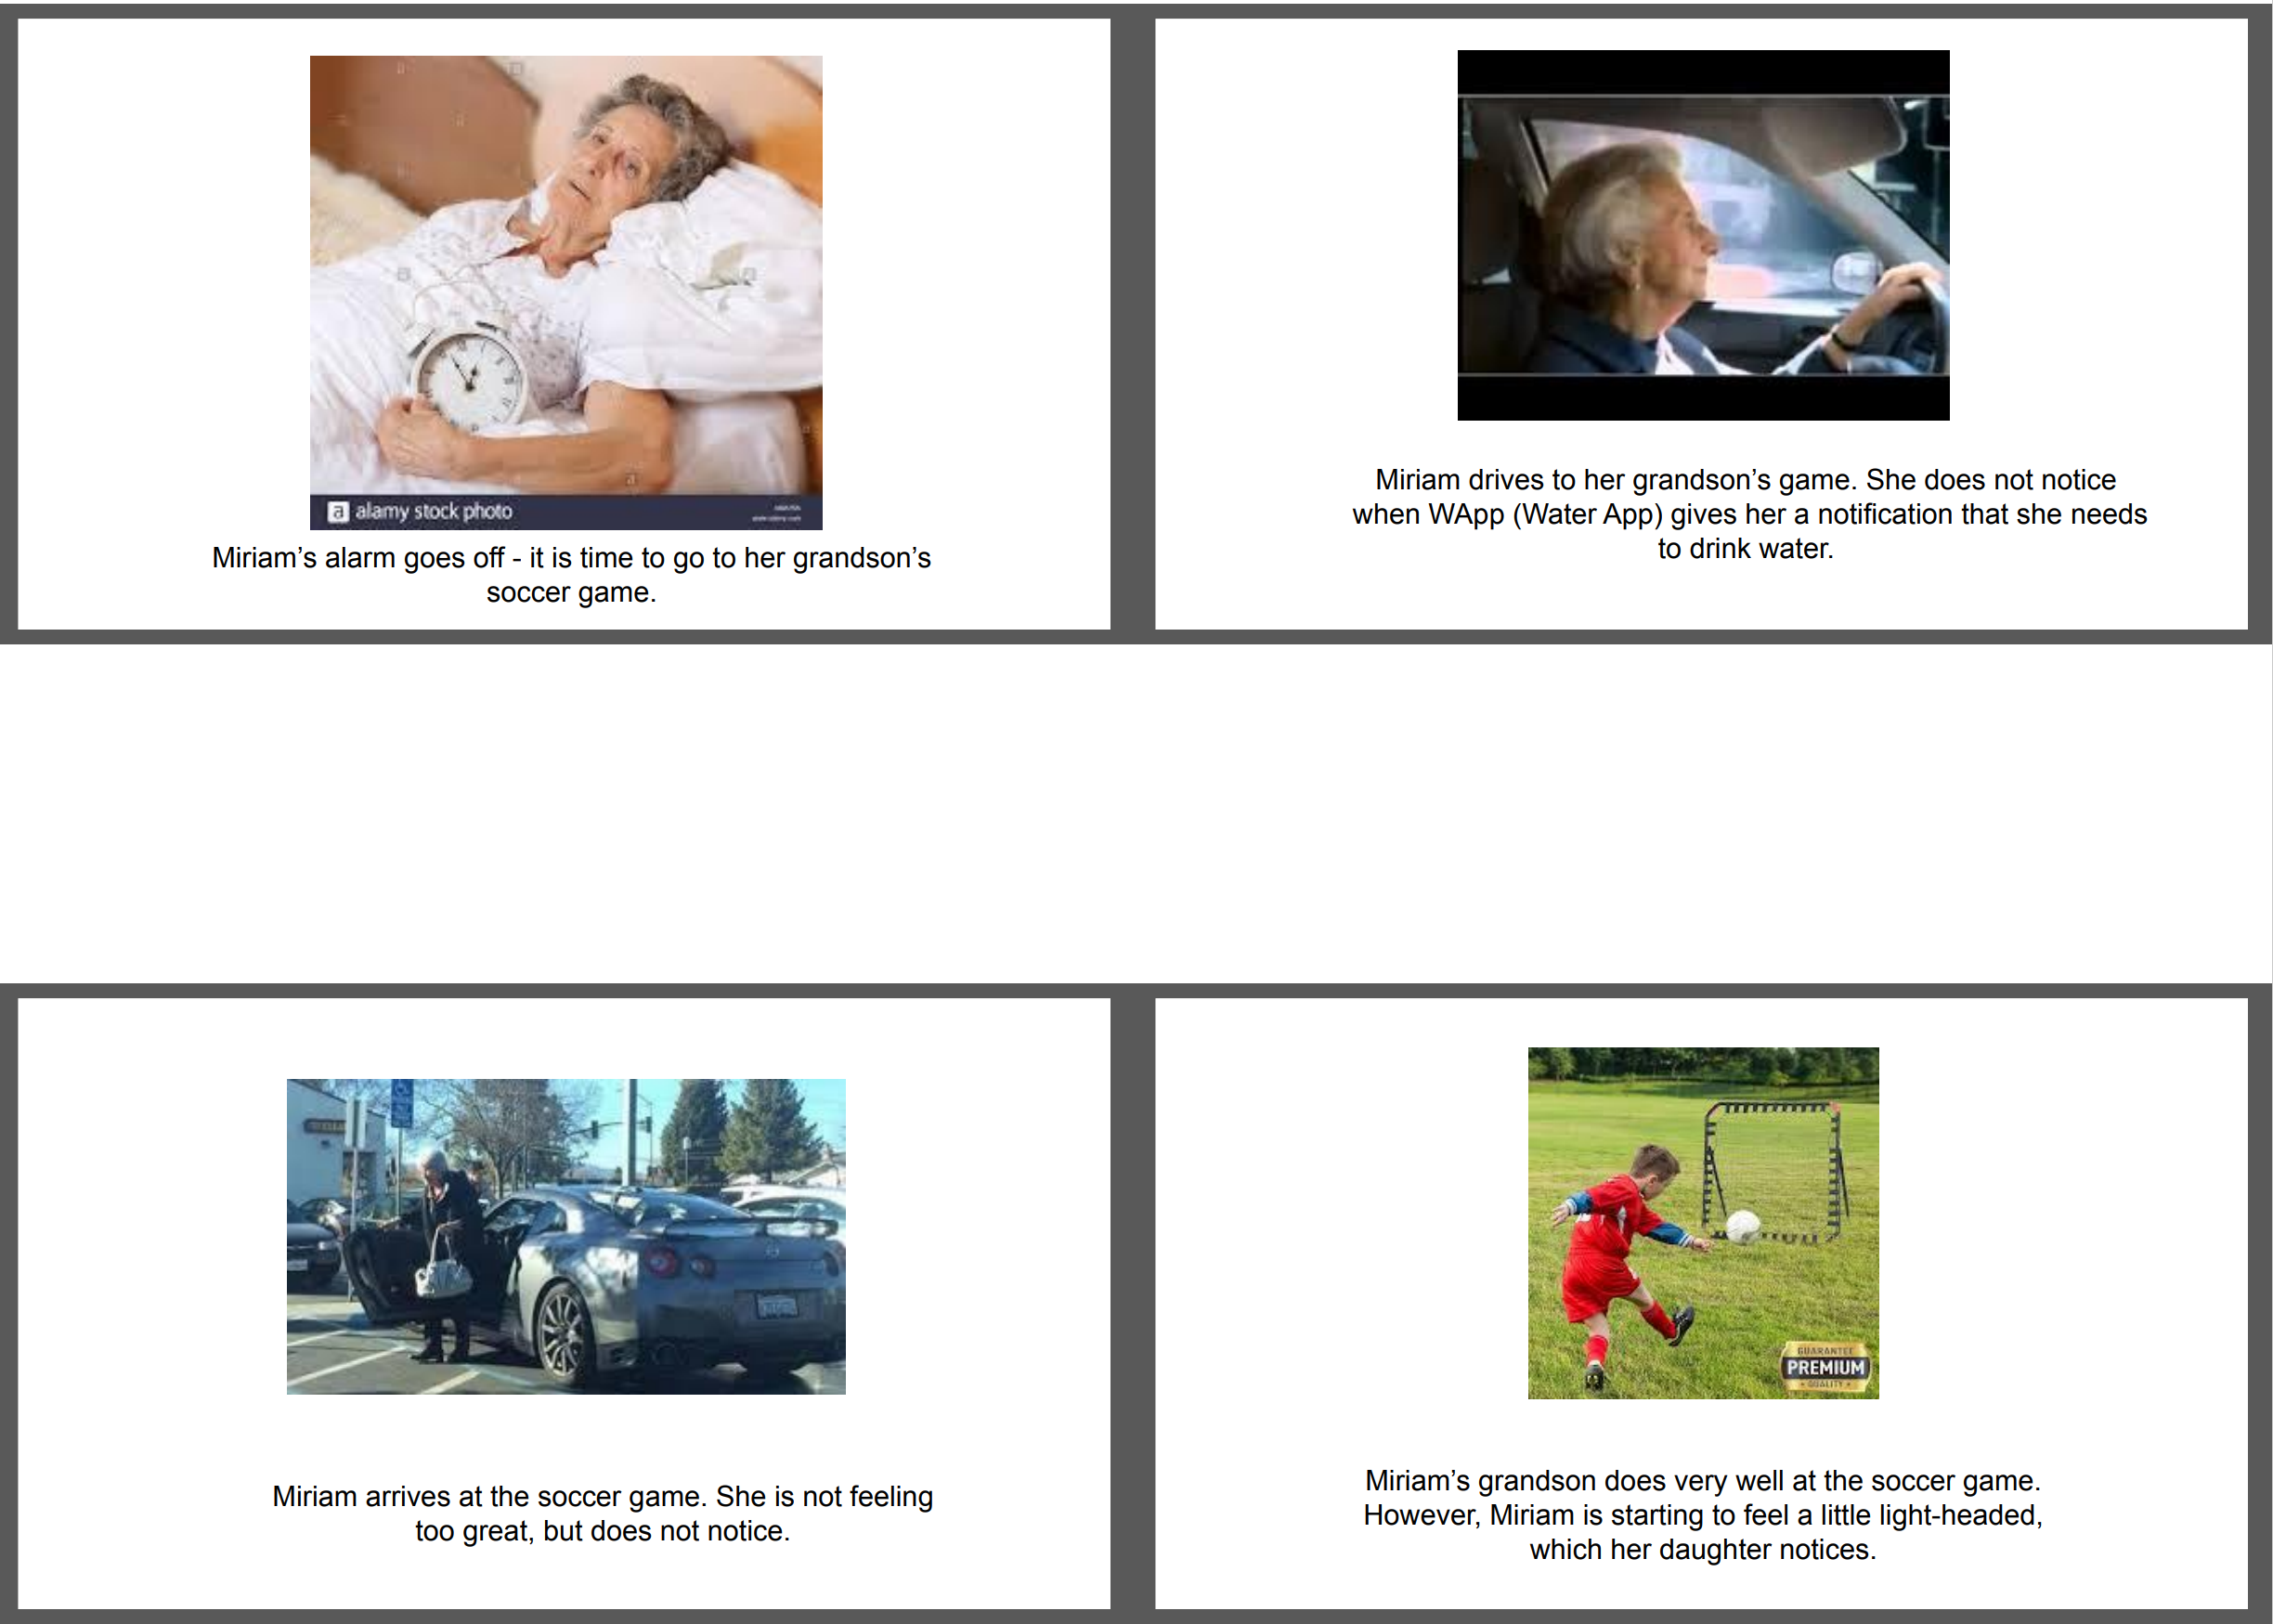 alamy stock photo
Miriam's alarm goes off - it is time to go to her grandson's
soccer game.
Miriam drives to her grandson's game. She does not notice
when WApp (Water App) gives her a notification that she needs
to drink water.
Miriam arrives at the soccer game. She is not feeling
too great, but does not notice.
GUARANTEE
PREMIUM
QUALITY
Miriam's grandson does very well at the soccer game.
However, Miriam is starting to feel a little light-headed,
which her daughter notices.